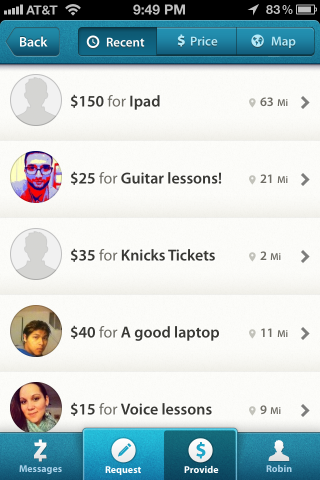 AT&T 9:49 PM 83%
Back Recent $ Price Map
$150 for Ipad 63 Mi
$25 for Guitar lessons! 21 Mi
$35 for Knicks Tickets 2 Mi
$40 for A good laptop 11 Mi
$15 for Voice lessons 9 Mi
Messages Request Provide Robin